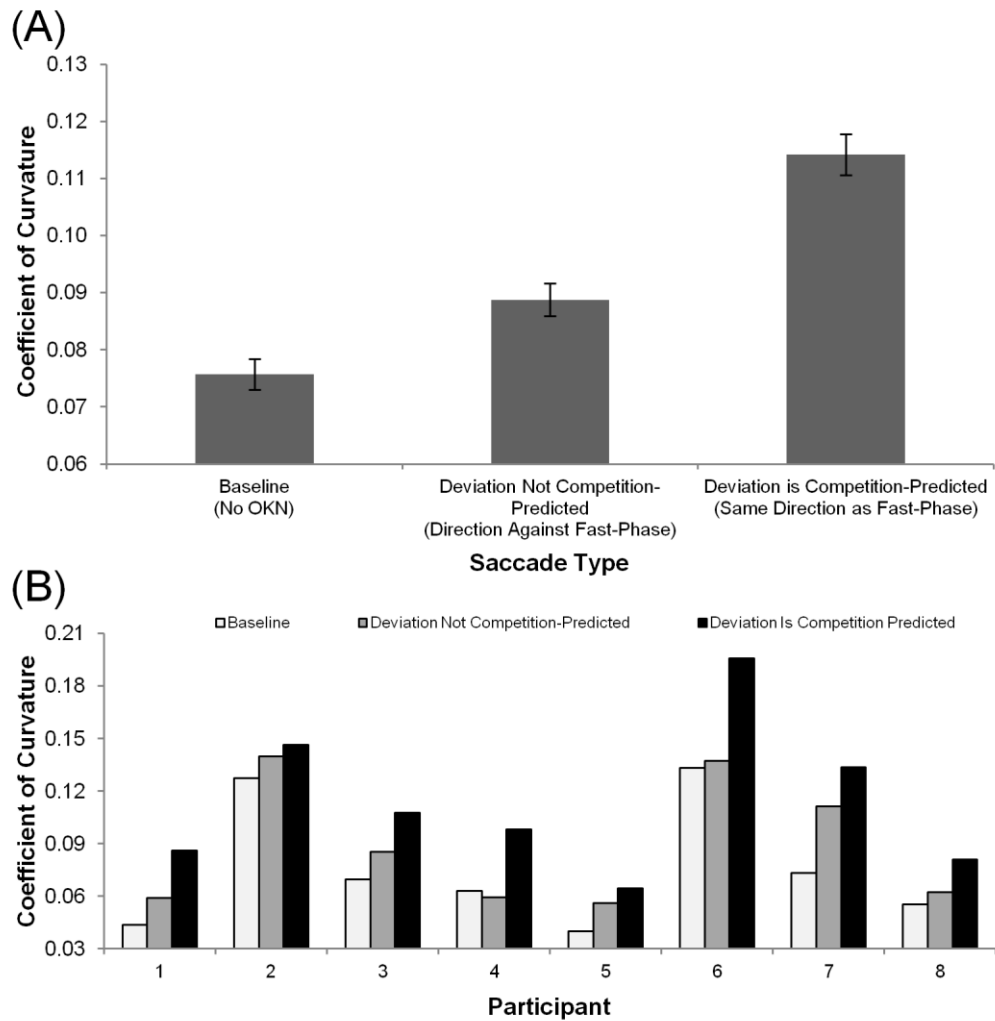 (A)
0.13
0.12
0.11
0.10
0.09
0.08
0.07
0.06
Coefficient of Curvature
Baseline
(No OKN)
Deviation Not Competition-
Predicted
(Direction Against Fast-Phase)
Deviation is Competition-Predicted
(Same Direction as Fast-Phase)
Saccade Type
(B)
Baseline
Deviation Not Competition-Predicted
Deviation Is Competition Predicted
0.21
0.18
0.15
0.12
0.09
0.06
0.03
Coefficient of Curvature
1 2 3 4 5 6 7 8
Participant